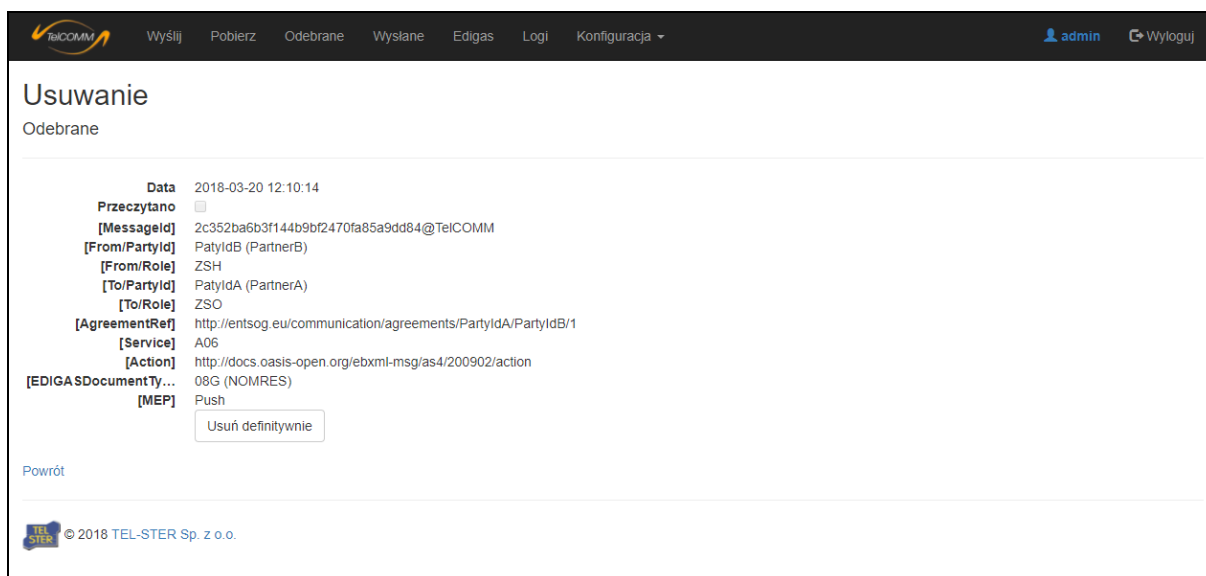 TelCOMM Wyślij Pobierz Odebrane Wysłane Edigas Logi Konfiguracja admin Wyloguj
Usuwanie
Odebrane
Data 2018-03-20 12:10:14
Przeczytano
[MessageId] 2c352ba6b3f144b9bf2470fa85a9dd84@TelCOMM
[From/PartyId] PatyIdB (PartnerB)
[From/Role] ZSH
[To/PartyId] PatyIdA (PartnerA)
[To/Role] ZSO
[AgreementRef] http://entsog.eu/communication/agreements/PartyIdA/PartyIdB/1
[Service] A06
[Action] http://docs.oasis-open.org/ebxml-msg/as4/200902/action
[EDIGASDocumentTy... 08G (NOMRES)
[MEP] Push
Usuń definitywnie
Powrót
TEL STER © 2018 TEL-STER Sp. z o.o.